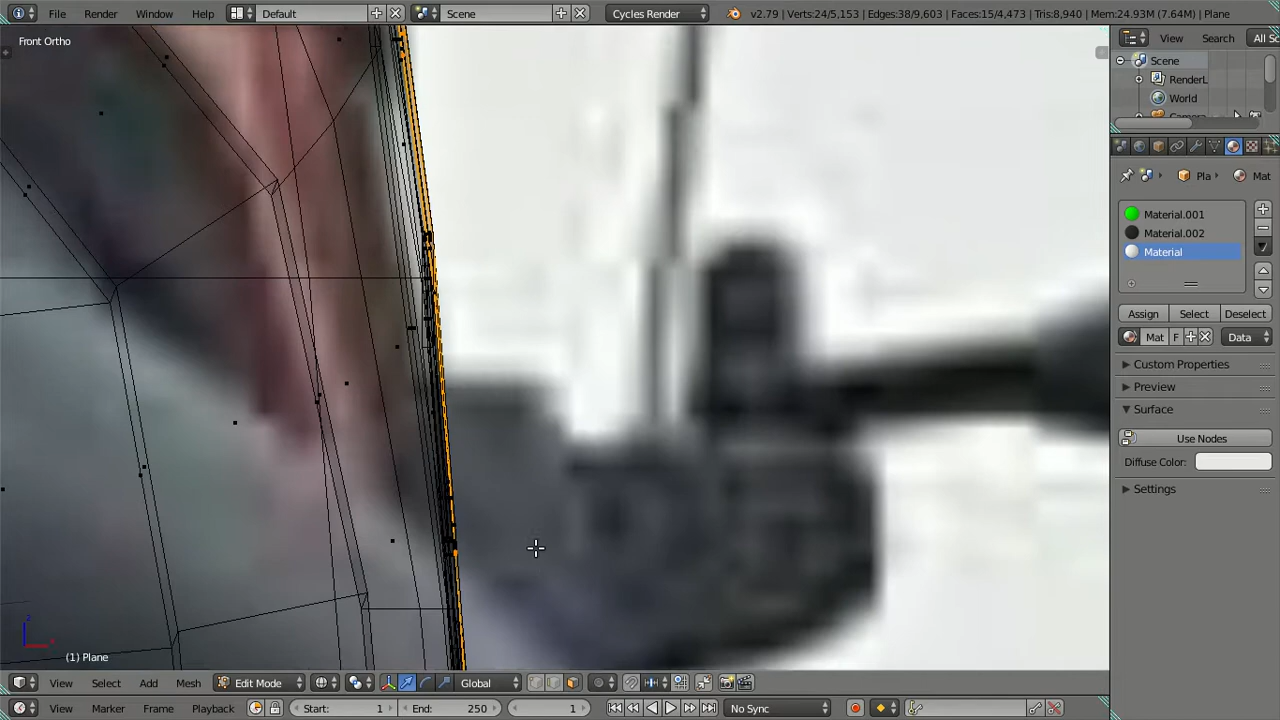 File Render Window Help Default Scene Cycles Render v2.79 | Verts:24/5,153 | Edges:38/9,603 | Faces:15/4,473 | Tris:8,940 | Mem:24.93M (7.64M) | Plane
Front Ortho
View Search All Sc
Scene
RenderL
World
Camera
Pla Mat
Material.001
Material.002
Material
Assign Select Deselect
Mat F Data
Custom Properties
Preview
Surface
Use Nodes
Diffuse Color:
Settings
2
(1) Plane
View Select Add Mesh Edit Mode Global
View Marker Frame Playback Start: 1 End: 250 1 No Sync